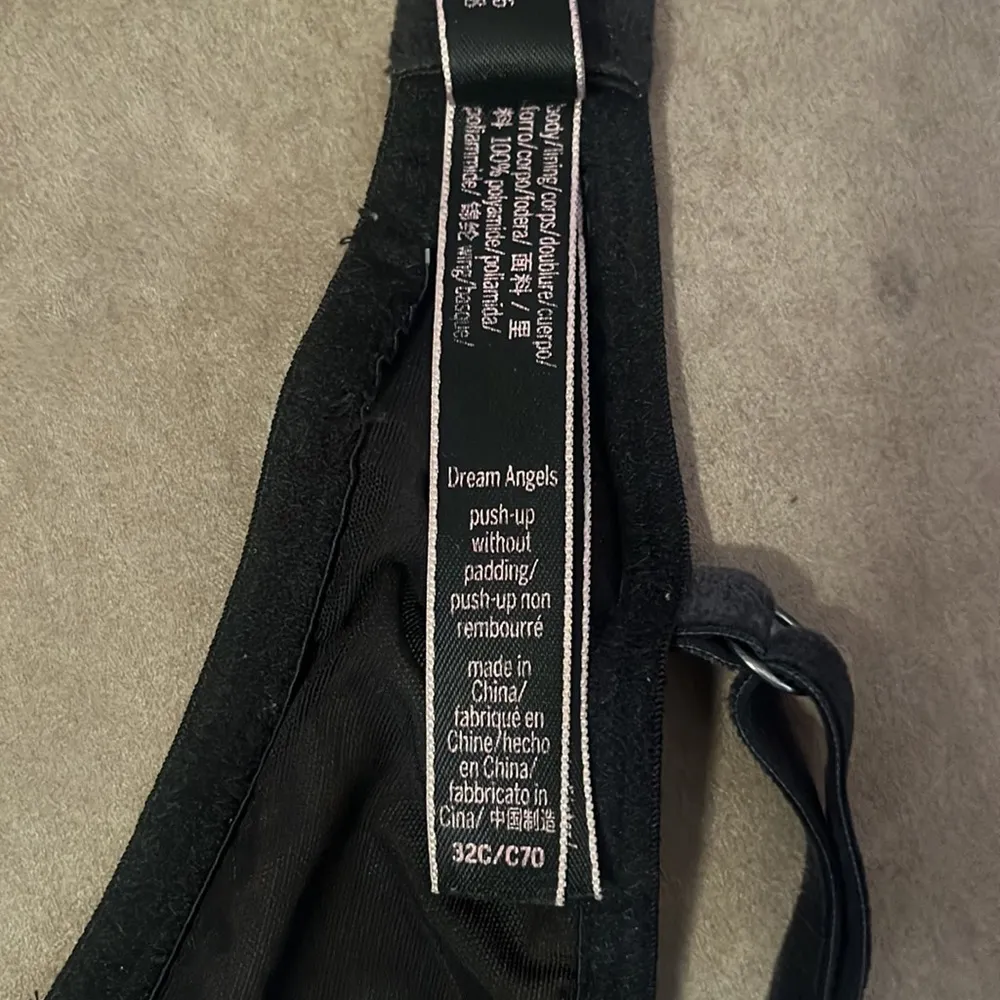 body/lining/corps/doublure/cuerpo/
forro/corpo/fodera/ 面料 / 里
料 100% polyamide/poliamida/
poliammide/ 锦纶 wing/basque/
Dream Angels
push-up
without
padding/
push-up non
rembourré
made in
China/
fabriqué en
Chine/hecho
en China/
fabbricato in
Cina/ 中国制造
32C/C70